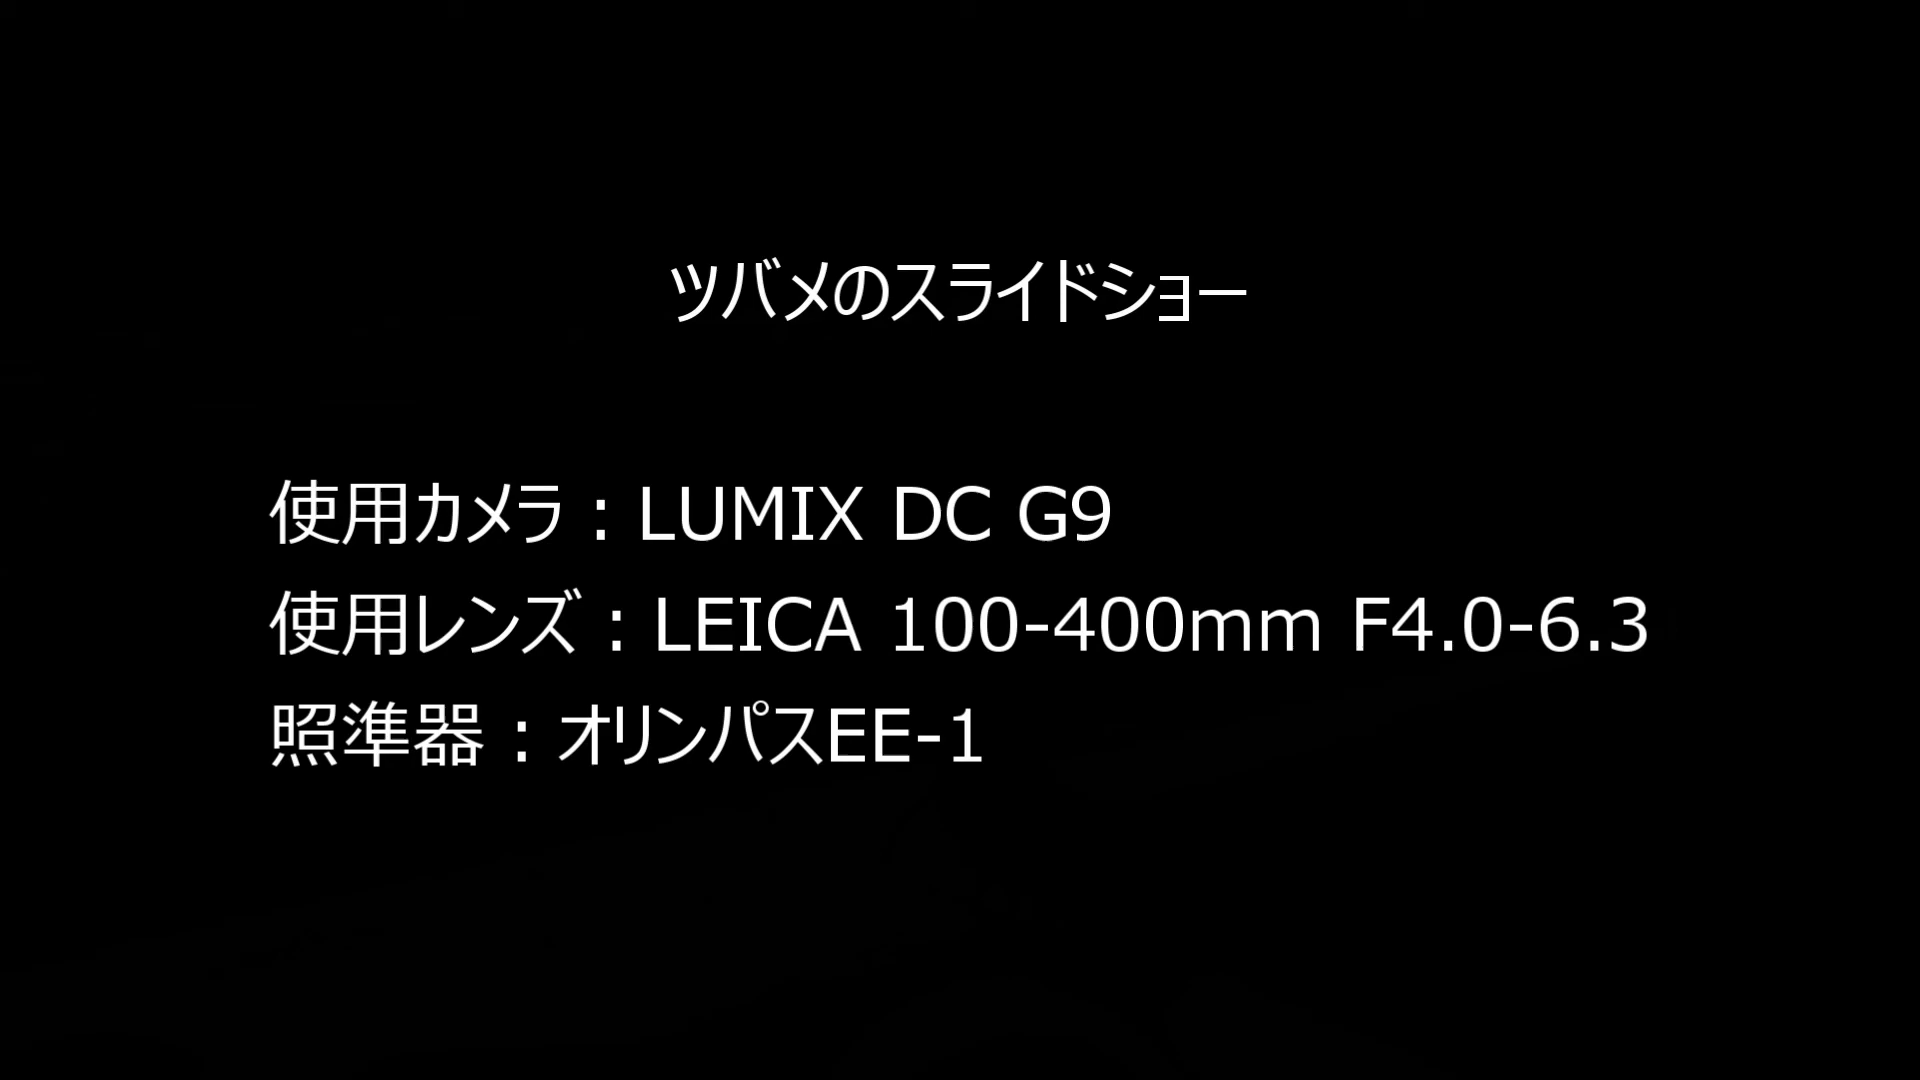 ツバメのスライドショー
使用カメラ：LUMIX DC G9
使用レンズ：LEICA 100-400mm F4.0-6.3
照準器：オリンパスEE-1